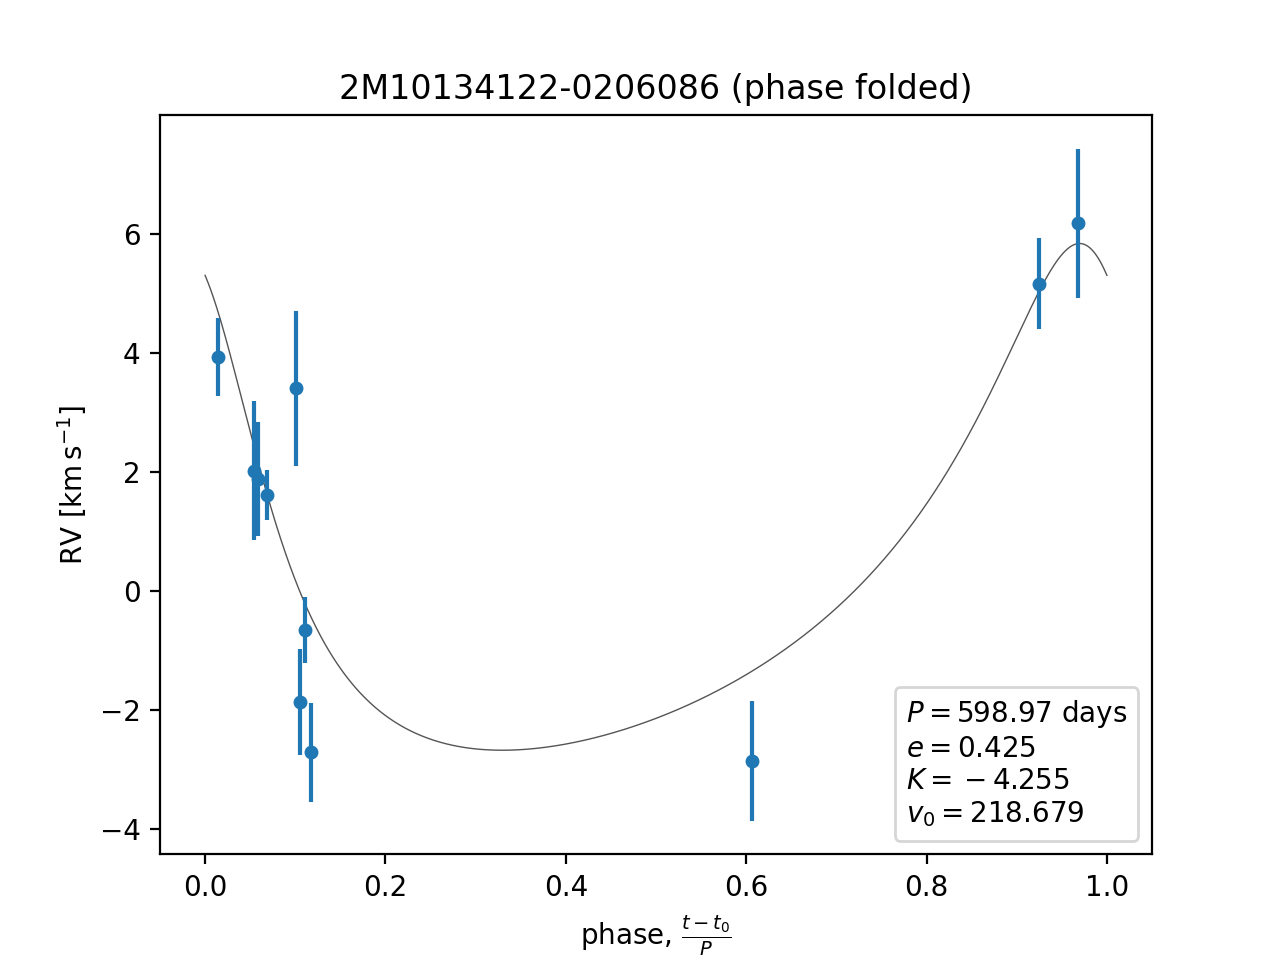 2M10134122-0206086 (phase folded)
RV [km s⁻¹]
6
4
2
0
−2
−4
0.0 0.2 0.4 0.6 0.8 1.0
phase, (t − t₀)/P
P = 598.97 days
e = 0.425
K = −4.255
v₀ = 218.679